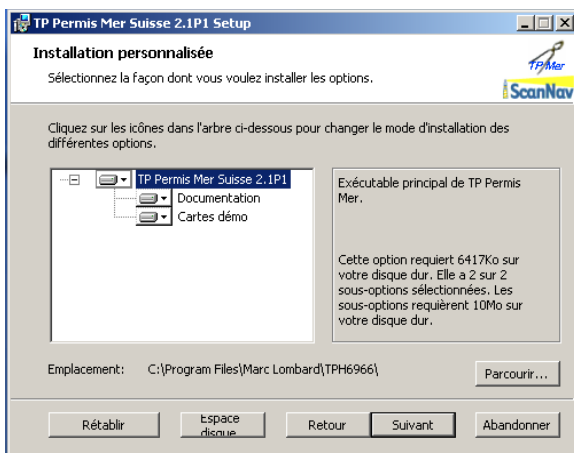 TP Permis Mer Suisse 2.1P1 Setup
Installation personnalisée
Sélectionnez la façon dont vous voulez installer les options.
TP/Mer
ScanNav
Cliquez sur les icônes dans l'arbre ci-dessous pour changer le mode d'installation des
différentes options.
TP Permis Mer Suisse 2.1P1
Documentation
Cartes démo
Exécutable principal de TP Permis
Mer.
Cette option requiert 6417Ko sur
votre disque dur. Elle a 2 sur 2
sous-options sélectionnées. Les
sous-options requièrent 10Mo sur
votre disque dur.
Emplacement: C:\Program Files\Marc Lombard\TPH6966\
Parcourir...
Rétablir
Espace
disque
Retour
Suivant
Abandonner